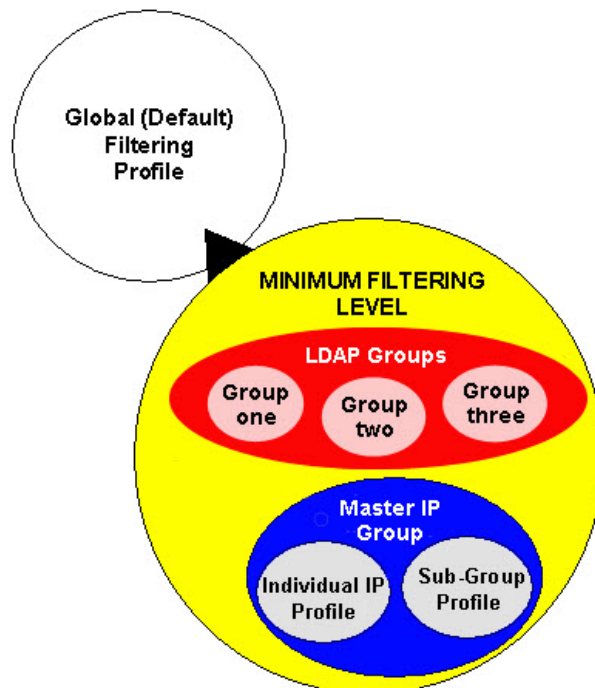 Global (Default)
Filtering
Profile
MINIMUM FILTERING
LEVEL
LDAP Groups
Group
one
Group
two
Group
three
Master IP
Group
Individual IP
Profile
Sub-Group
Profile